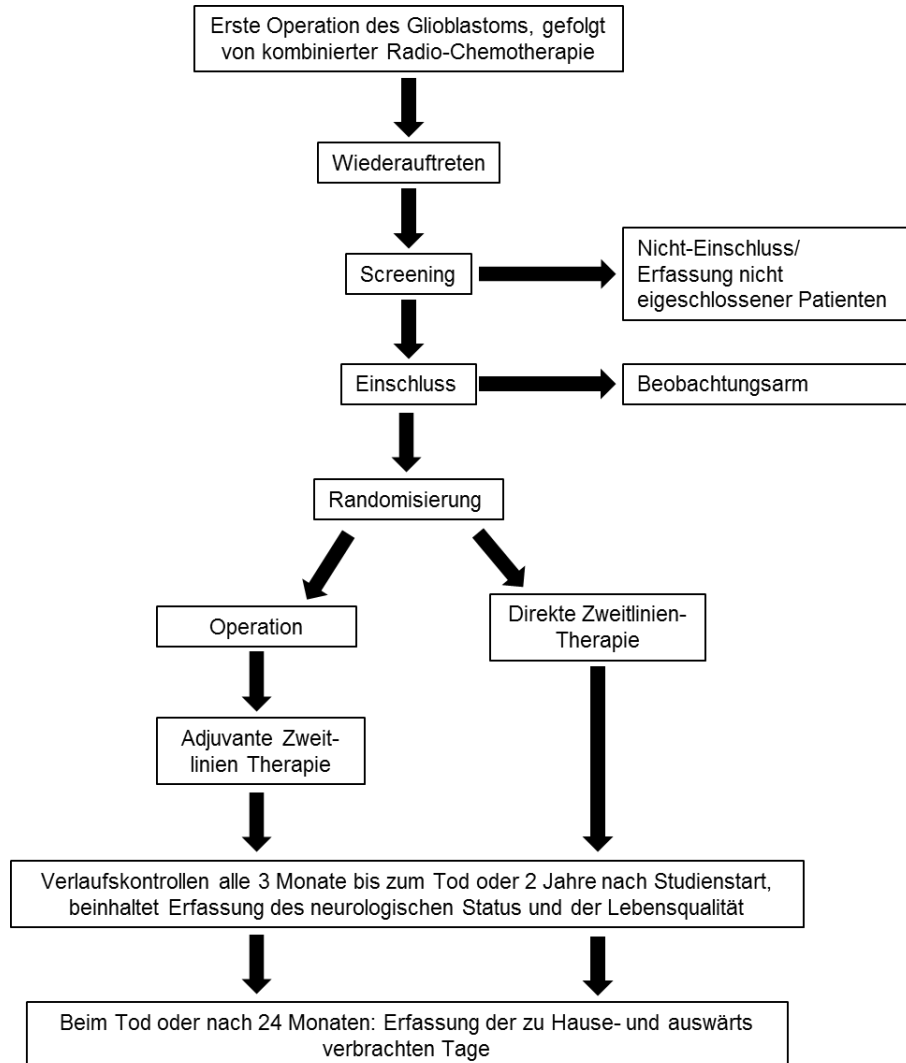 Erste Operation des Glioblastoms, gefolgt
von kombinierter Radio-Chemotherapie
Wiederauftreten
Screening
Nicht-Einschluss/
Erfassung nicht
eigeschlossener Patienten
Einschluss
Beobachtungsarm
Randomisierung
Operation
Direkte Zweitlinien-
Therapie
Adjuvante Zweit-
linien Therapie
Verlaufskontrollen alle 3 Monate bis zum Tod oder 2 Jahre nach Studienstart,
beinhaltet Erfassung des neurologischen Status und der Lebensqualität
Beim Tod oder nach 24 Monaten: Erfassung der zu Hause- und auswärts
verbrachten Tage